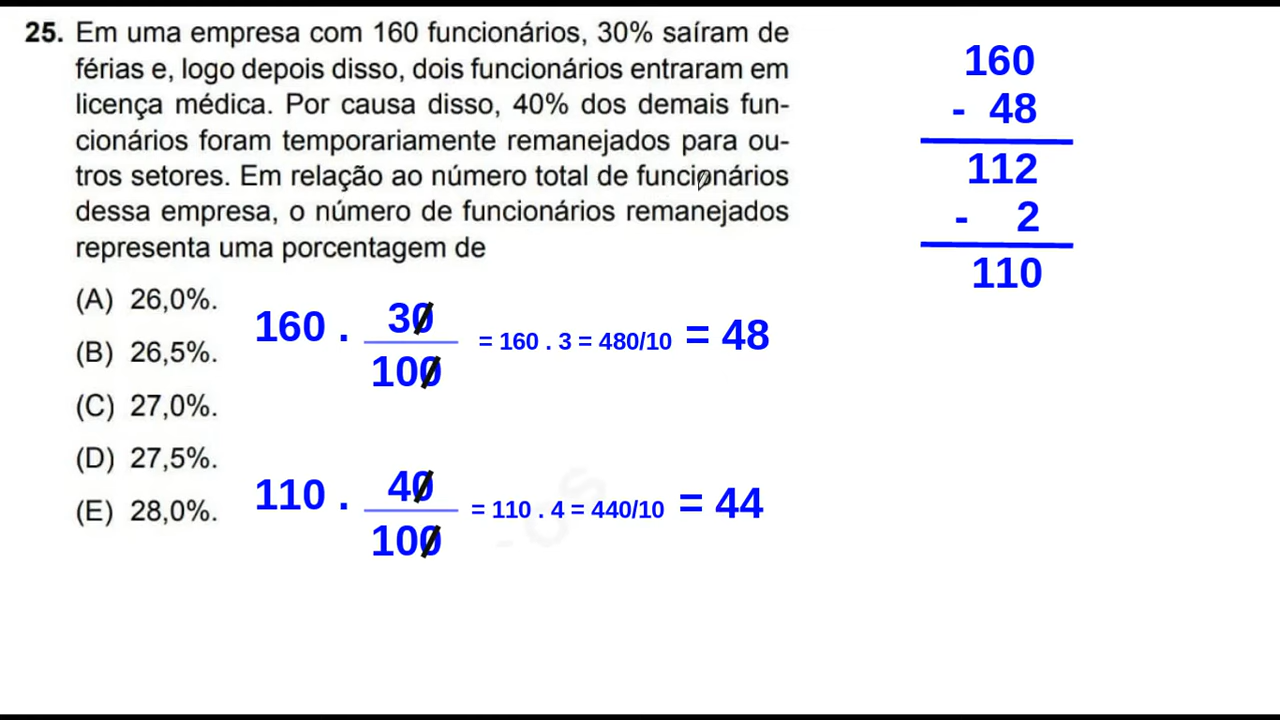 25. Em uma empresa com 160 funcionários, 30% saíram de
férias e, logo depois disso, dois funcionários entraram em
licença médica. Por causa disso, 40% dos demais fun-
cionários foram temporariamente remanejados para ou-
tros setores. Em relação ao número total de funcionários
dessa empresa, o número de funcionários remanejados
representa uma porcentagem de
(A) 26,0%.
(B) 26,5%.
(C) 27,0%.
(D) 27,5%.
(E) 28,0%.
160 . 30/100 = 160 . 3 = 480/10 = 48
110 . 40/100 = 110 . 4 = 440/10 = 44
160
- 48
112
- 2
110